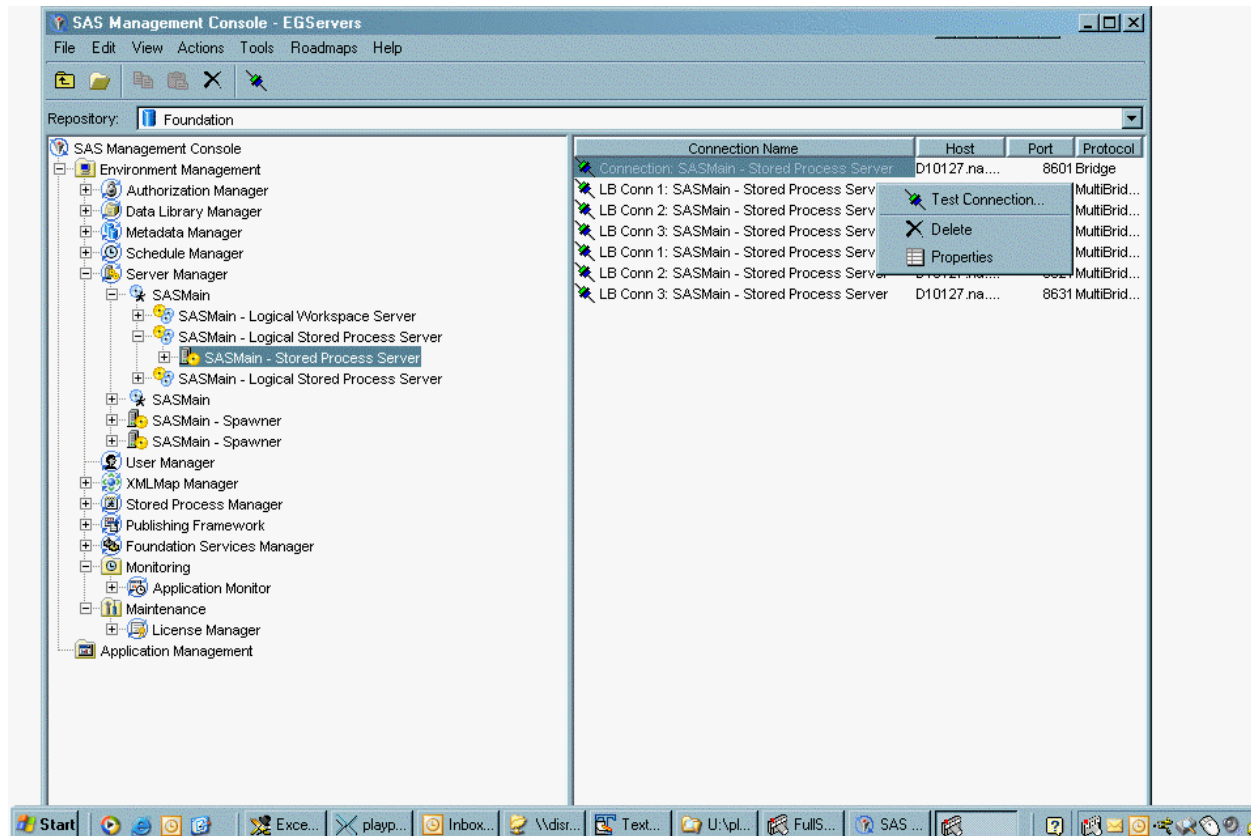 SAS Management Console - EGServers
File Edit View Actions Tools Roadmaps Help
Repository: Foundation
SAS Management Console
Environment Management
Authorization Manager
Data Library Manager
Metadata Manager
Schedule Manager
Server Manager
SASMain
SASMain - Logical Workspace Server
SASMain - Logical Stored Process Server
SASMain - Stored Process Server
SASMain - Logical Stored Process Server
SASMain
SASMain - Spawner
SASMain - Spawner
User Manager
XMLMap Manager
Stored Process Manager
Publishing Framework
Foundation Services Manager
Monitoring
Application Monitor
Maintenance
License Manager
Application Management
Connection Name Host Port Protocol
Connection: SASMain - Stored Process Server D10127.na.... 8601 Bridge
LB Conn 1: SASMain - Stored Process Serv MultiBrid...
LB Conn 2: SASMain - Stored Process Serv MultiBrid...
LB Conn 3: SASMain - Stored Process Serv MultiBrid...
LB Conn 1: SASMain - Stored Process Serv MultiBrid...
LB Conn 2: SASMain - Stored Process Server MultiBrid...
LB Conn 3: SASMain - Stored Process Server D10127.na.... 8631 MultiBrid...
Test Connection...
Delete
Properties
Start Exce... playp... Inbox... \\disr... Text... U:\pl... FullS... SAS ...